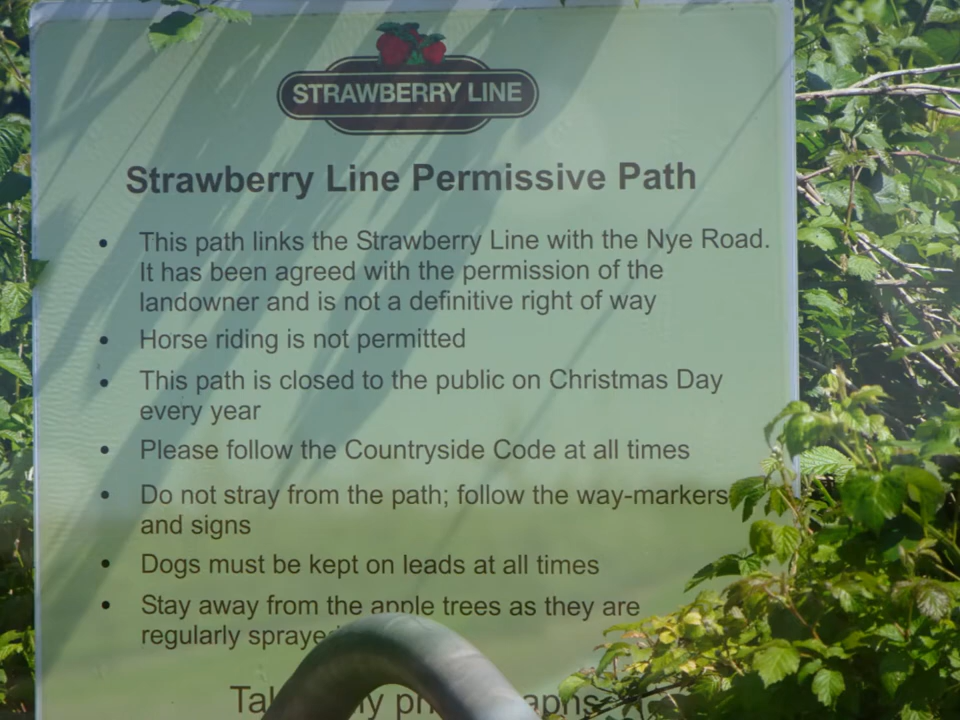 STRAWBERRY LINE
Strawberry Line Permissive Path
• This path links the Strawberry Line with the Nye Road.
It has been agreed with the permission of the
landowner and is not a definitive right of way
• Horse riding is not permitted
• This path is closed to the public on Christmas Day
every year
• Please follow the Countryside Code at all times
• Do not stray from the path; follow the way-markers
and signs
• Dogs must be kept on leads at all times
• Stay away from the apple trees as they are
regularly sprayed